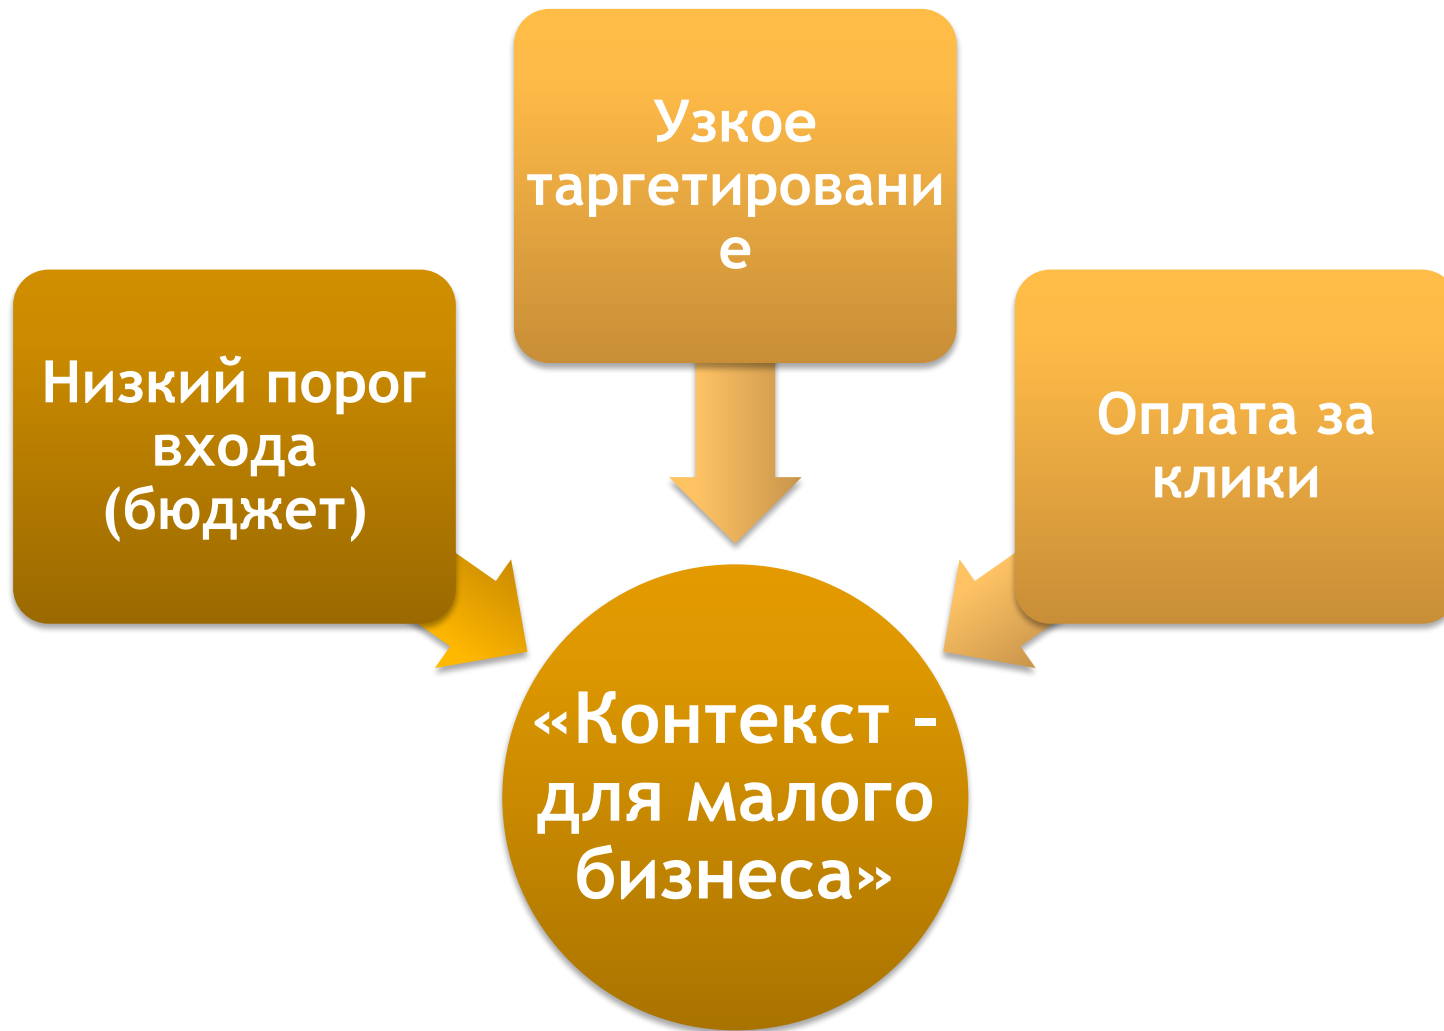 Узкое
таргетировани
е
Низкий порог
входа
(бюджет)
Оплата за
клики
«Контекст –
для малого
бизнеса»